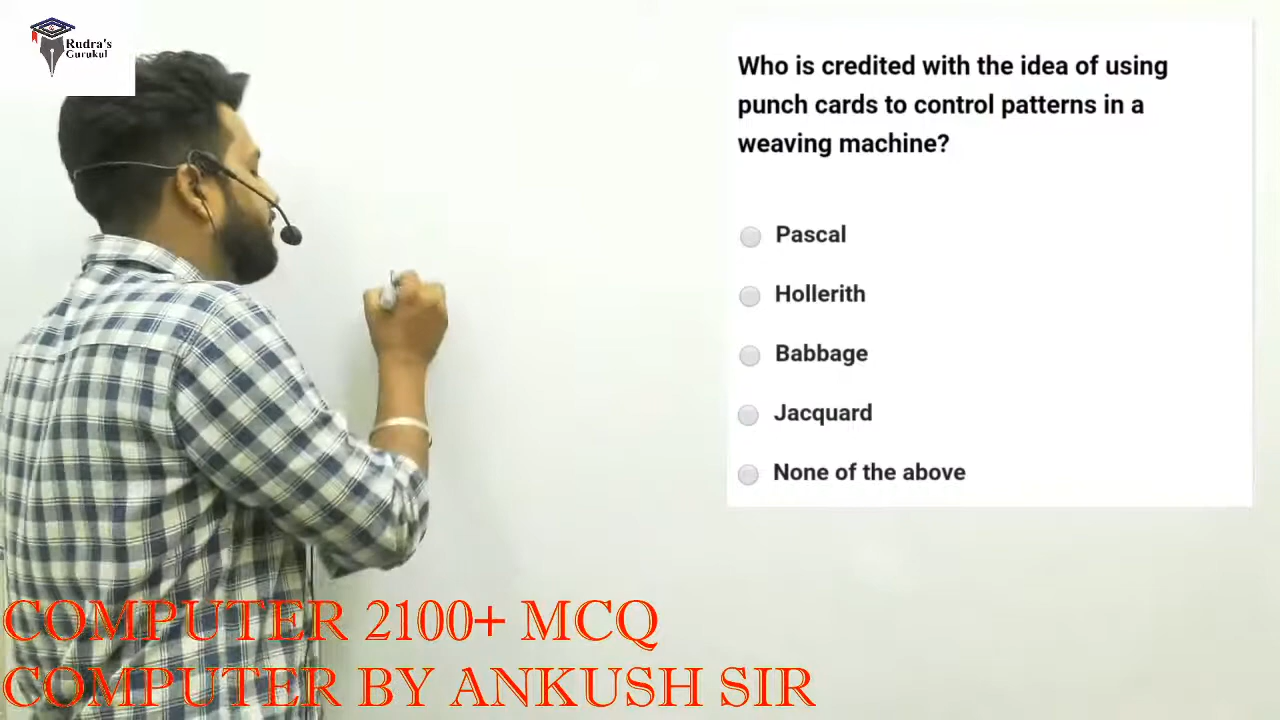 Rudra's
Gurukul
Who is credited with the idea of using
punch cards to control patterns in a
weaving machine?
Pascal
Hollerith
Babbage
Jacquard
None of the above
COMPUTER 2100+ MCQ
COMPUTER BY ANKUSH SIR